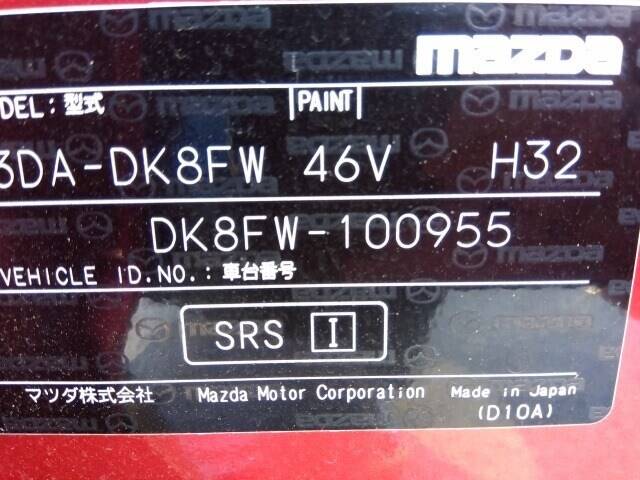 mazda
DEL:型式 PAINT
3DA-DK8FW 46V H32
DK8FW-100955
VEHICLE ID.NO.:車台番号
SRS I
マツダ株式会社 Mazda Motor Corporation Made in Japan
(D10A)